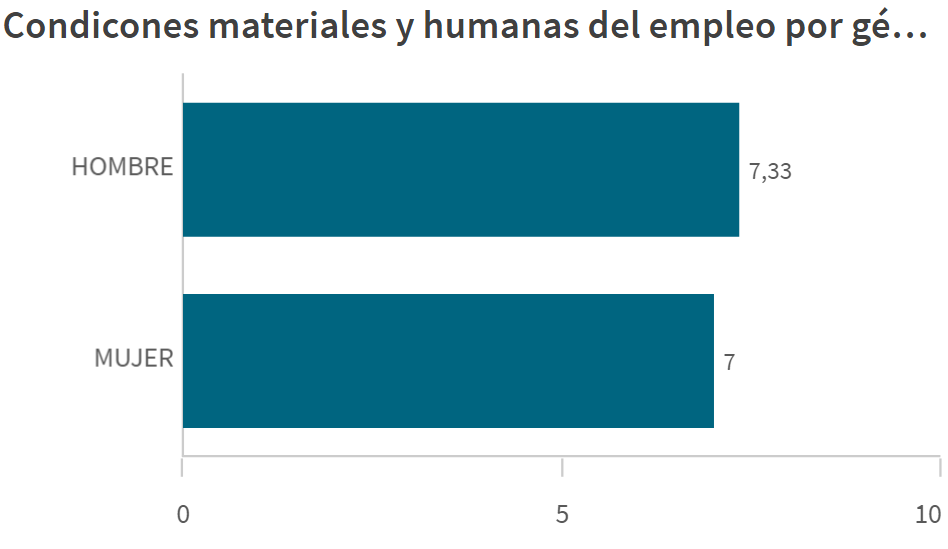 Condicones materiales y humanas del empleo por gé...
HOMBRE
7,33
MUJER
7
0
5
10